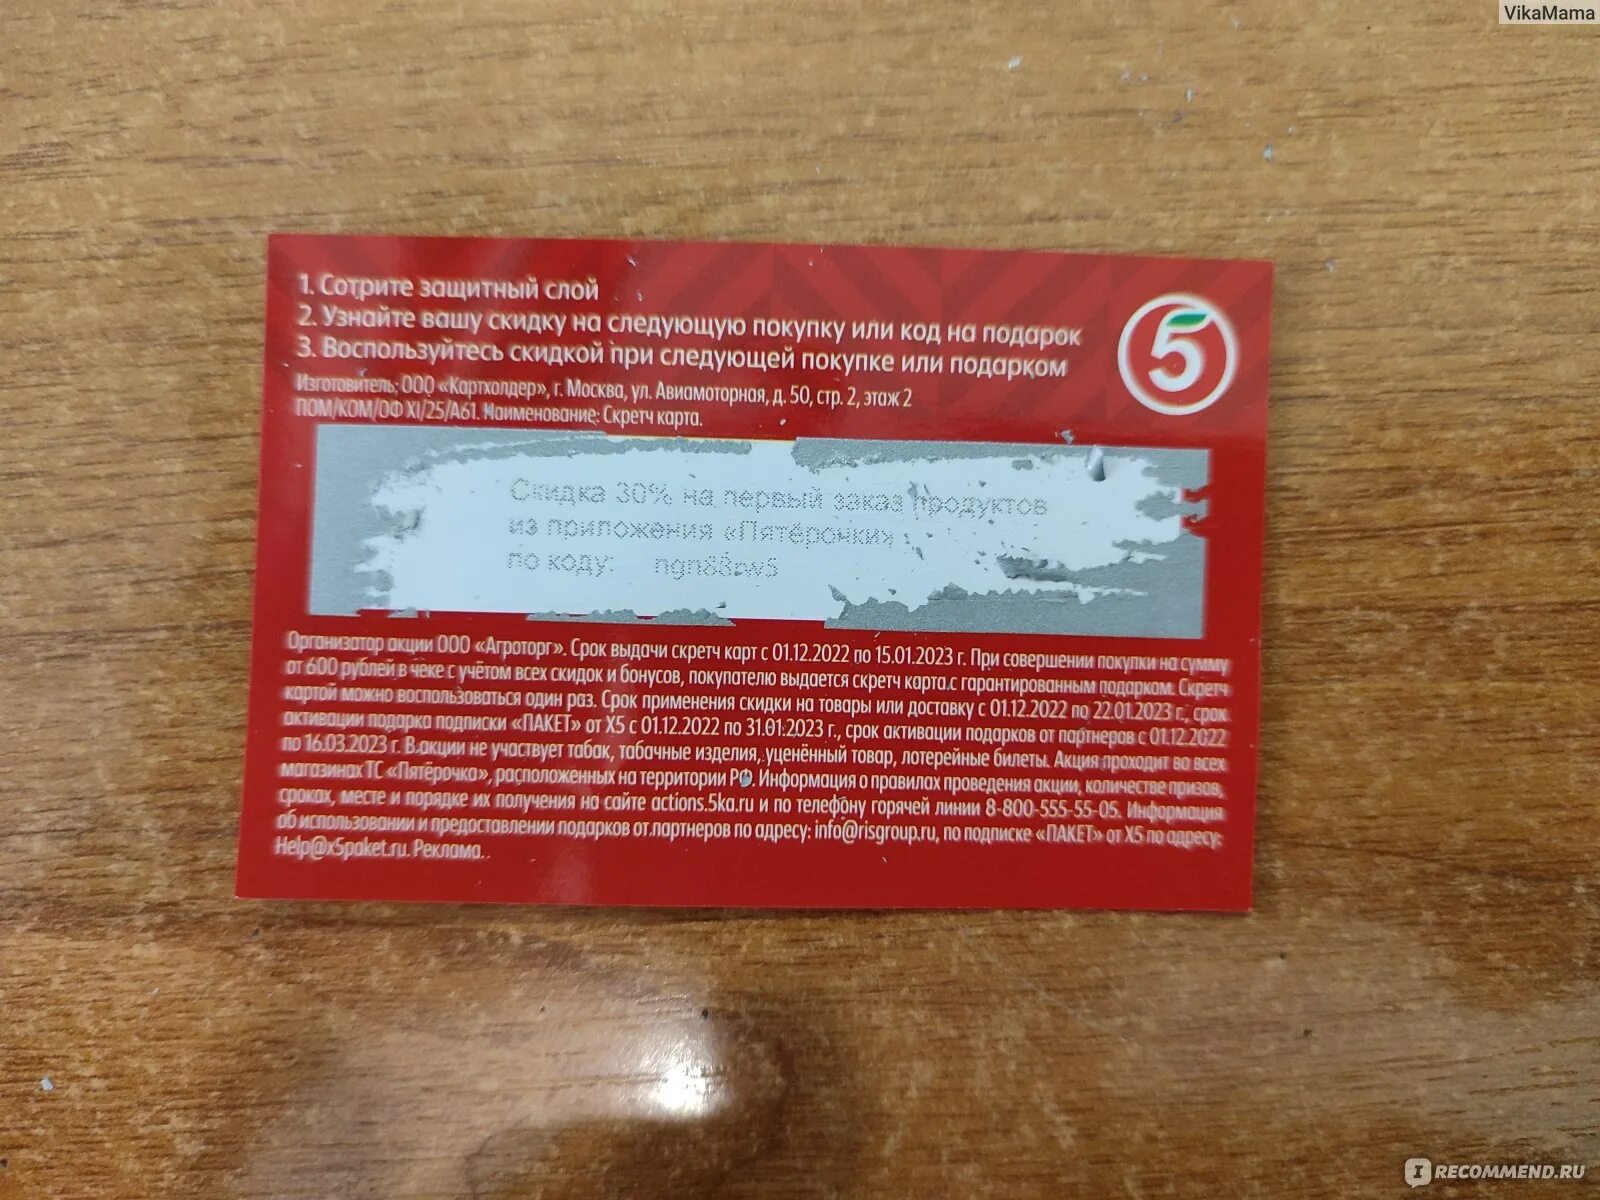 VikaMama
1. Сотрите защитный слой
2. Узнайте вашу скидку на следующую покупку или код на подарок
3. Воспользуйтесь скидкой при следующей покупке или подарком
Изготовитель: ООО «Картхолдер», г. Москва, ул. Авиамоторная, д. 50, стр. 2, этаж 2
ПОМ/КОМ/ОФ XI/25/А61. Наименование: Скретч карта.
5
Скидка 30% на первый заказ продуктов
из приложения «Пятёрочки»
по коду: ngn88rw5
Организатор акции ООО «Агроторг». Срок выдачи скретч карт с 01.12.2022 по 15.01.2023 г. При совершении покупки на сумму
от 600 рублей в чеке с учётом всех скидок и бонусов, покупателю выдается скретч карта с гарантированным подарком. Скретч
картой можно воспользоваться один раз. Срок применения скидки на товары или доставку с 01.12.2022 по 22.01.2023 г., срок
активации подарка подписки «ПАКЕТ» от X5 с 01.12.2022 по 31.01.2023 г., срок активации подарков от партнеров с 01.12.2022
по 16.03.2023 г. В акции не участвует табак, табачные изделия, уценённый товар, лотерейные билеты. Акция проходит во всех
магазинах ТС «Пятёрочка», расположенных на территории РФ. Информация о правилах проведения акции, количестве призов,
сроках, месте и порядке их получения на сайте actions.5ka.ru и по телефону горячей линии 8-800-555-55-05. Информация
об использовании и предоставлении подарков от партнеров по адресу: info@risgroup.ru, по подписке «ПАКЕТ» от X5 по адресу:
Help@x5paket.ru. Реклама.
IRECOMMEND.RU